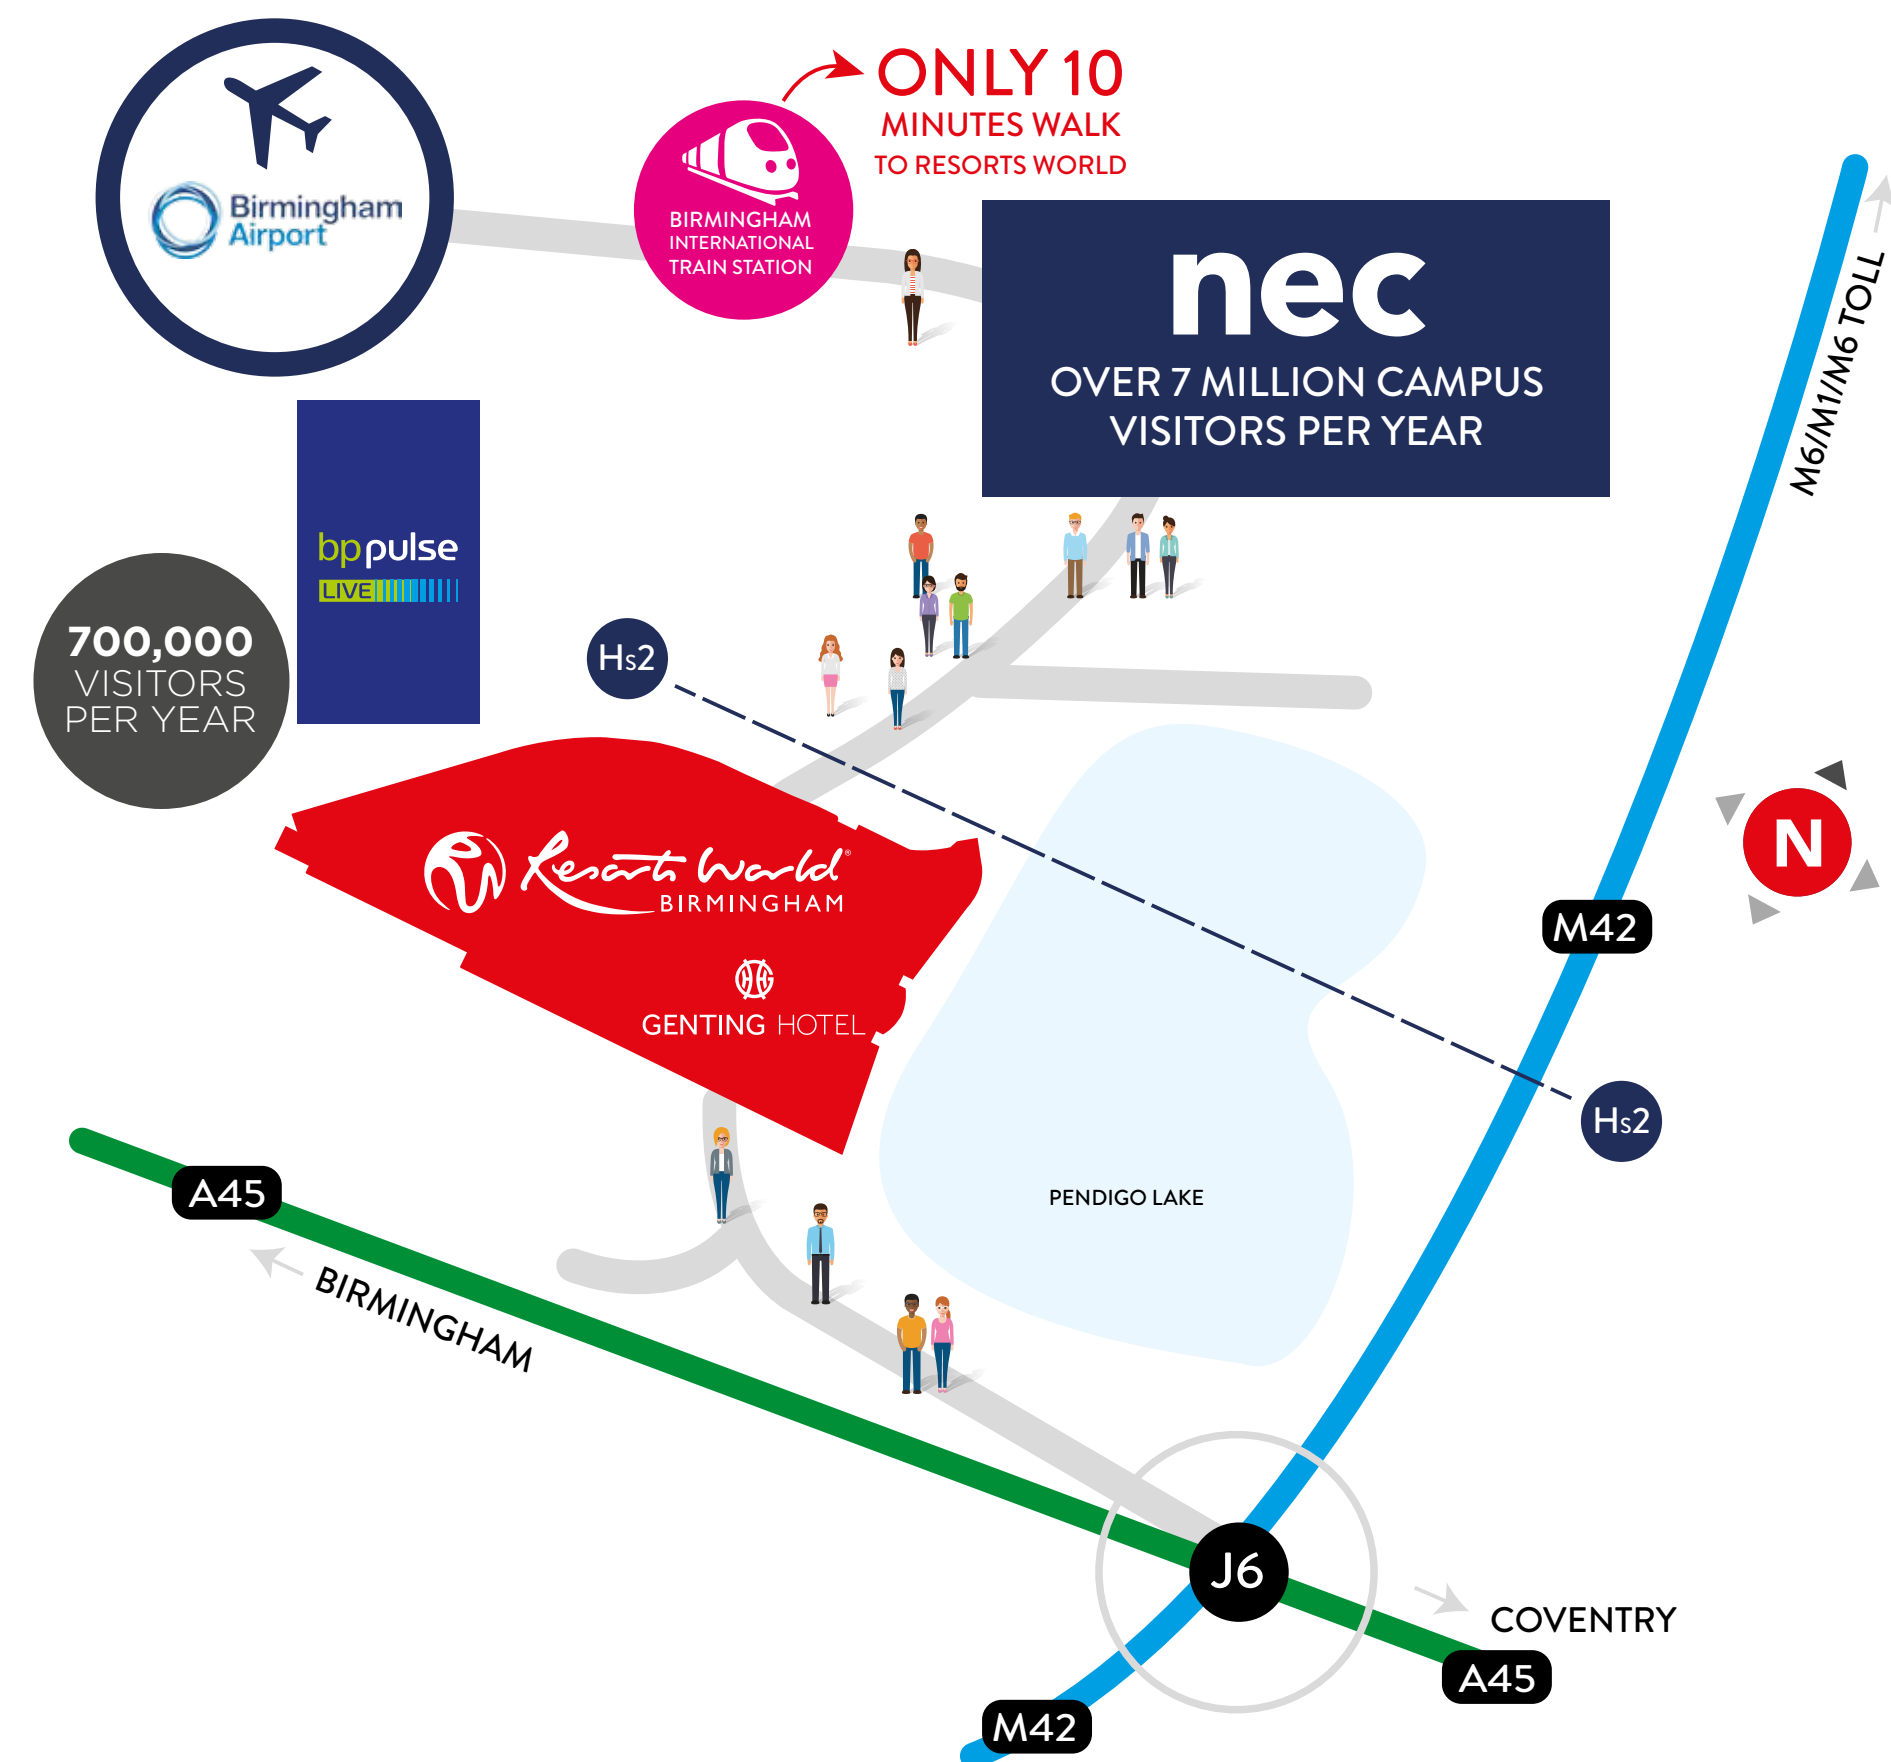 ONLY 10
MINUTES WALK
TO RESORTS WORLD
Birmingham
Airport
BIRMINGHAM
INTERNATIONAL
TRAIN STATION
nec
OVER 7 MILLION CAMPUS
VISITORS PER YEAR
M6/M1/M6 TOLL
bp pulse
LIVE
700,000
VISITORS
PER YEAR
Hs2
N
Resorts World®
BIRMINGHAM
M42
GENTING HOTEL
Hs2
A45
PENDIGO LAKE
BIRMINGHAM
J6
COVENTRY
A45
M42